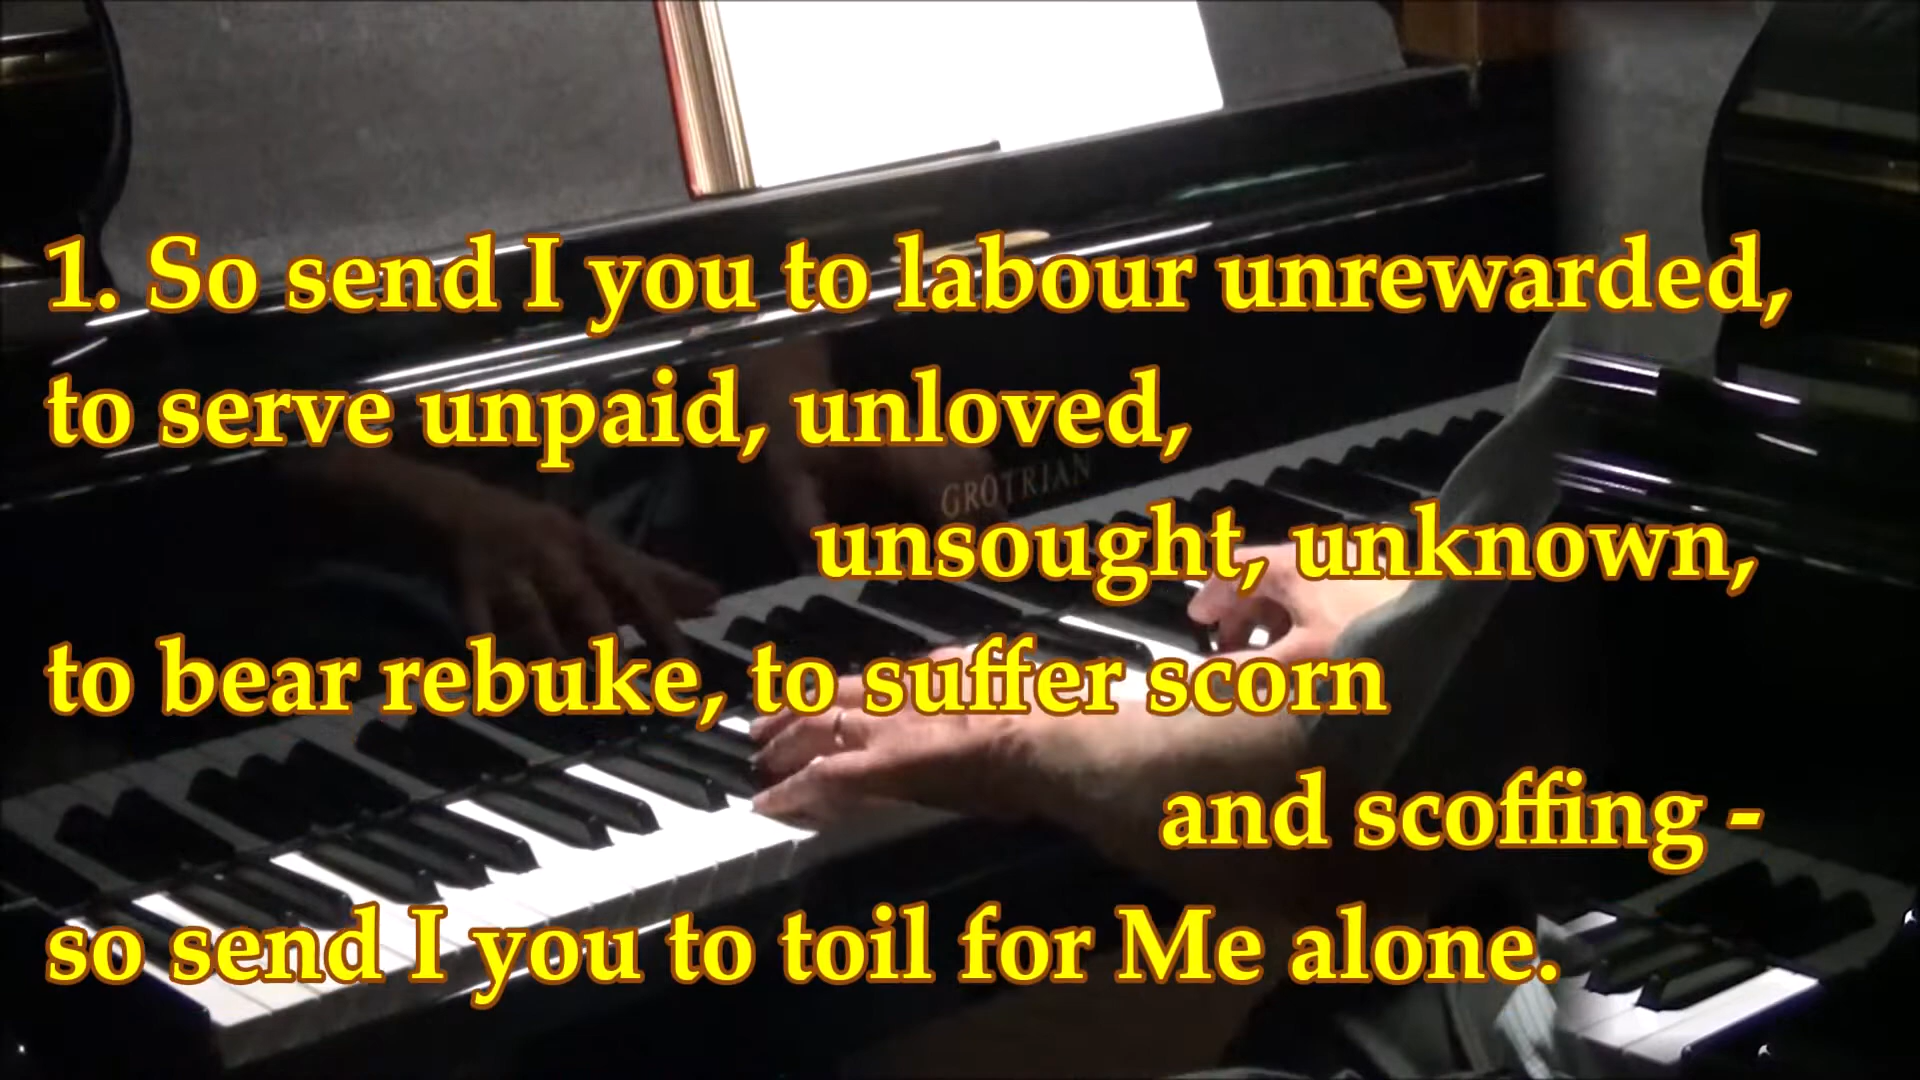 1. So send I you to labour unrewarded,
to serve unpaid, unloved,
GROTRIAN
unsought, unknown,
to bear rebuke, to suffer scorn
and scoffing -
so send I you to toil for Me alone.